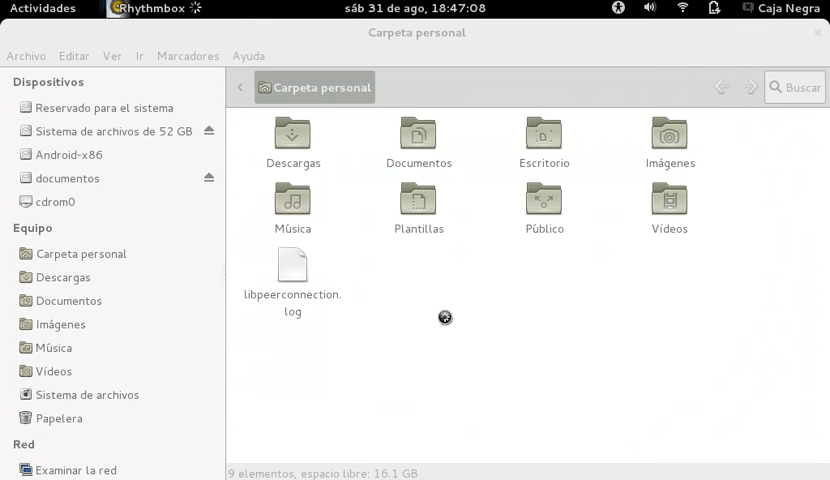 Actividades Rhythmbox sáb 31 de ago, 18:47:08 Caja Negra
Carpeta personal
Archivo Editar Ver Ir Marcadores Ayuda
Dispositivos
Reservado para el sistema
Sistema de archivos de 52 GB
Android-x86
documentos
cdrom0
Equipo
Carpeta personal
Descargas
Documentos
Imágenes
Música
Vídeos
Sistema de archivos
Papelera
Red
Examinar la red
Carpeta personal Buscar
Descargas Documentos Escritorio Imágenes
Música Plantillas Público Vídeos
libpeerconnection.
log
9 elementos, espacio libre: 16.1 GB